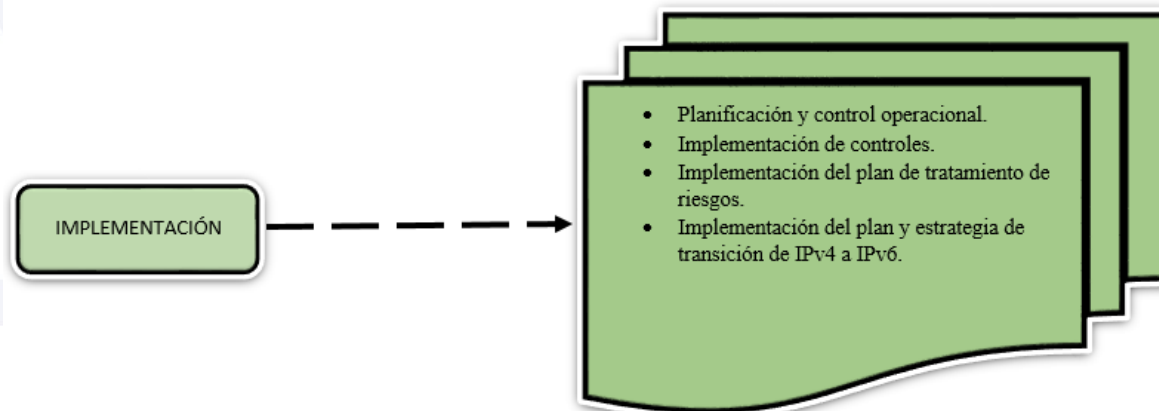 IMPLEMENTACIÓN
• Planificación y control operacional.
• Implementación de controles.
• Implementación del plan de tratamiento de
riesgos.
• Implementación del plan y estrategia de
transición de IPv4 a IPv6.